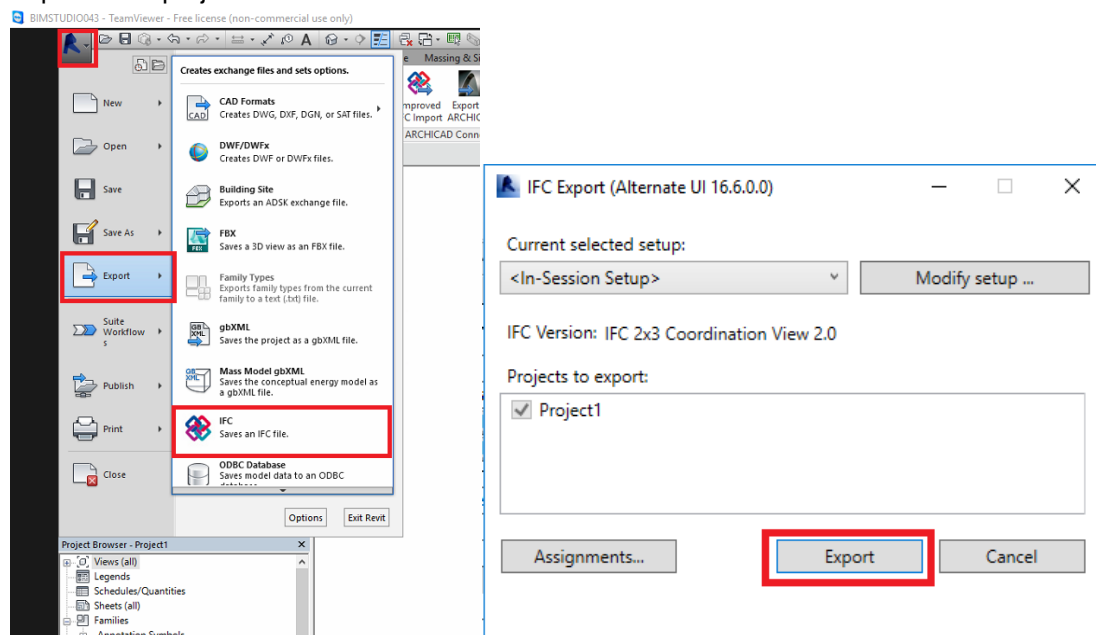 BIMSTUDIO043 - TeamViewer - Free license (non-commercial use only)
e Massing & Si
Creates exchange files and sets options.
New
CAD Formats
Creates DWG, DXF, DGN, or SAT files.
CAD
mproved Export
C Import ARCHIC
ARCHICAD Conn
Open
DWF/DWFx
Creates DWF or DWFx files.
Save
Building Site
Exports an ADSK exchange file.
Save As
FBX
Saves a 3D view as an FBX file.
Export
Family Types
Exports family types from the current
family to a text (.txt) file.
Suite
Workflow
s
gbXML
Saves the project as a gbXML file.
Publish
Mass Model gbXML
Saves the conceptual energy model as
a gbXML file.
Print
IFC
Saves an IFC file.
Close
ODBC Database
Saves model data to an ODBC
Options Exit Revit
Project Browser - Project1
Views (all)
Legends
Schedules/Quantities
Sheets (all)
Families
IFC Export (Alternate UI 16.6.0.0)
Current selected setup:
<In-Session Setup>
Modify setup ...
IFC Version: IFC 2x3 Coordination View 2.0
Projects to export:
Project1
Assignments... Export Cancel